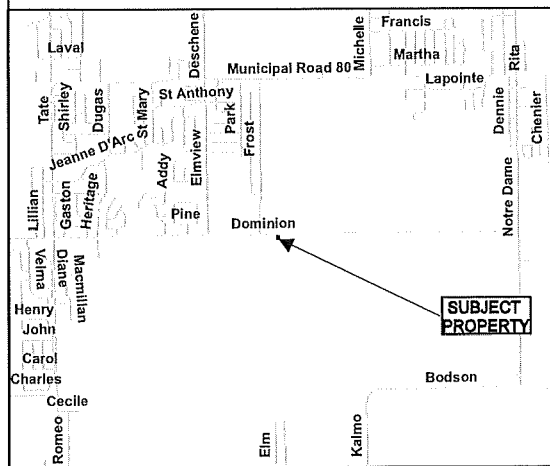 Francis
Laval
Deschene
Michelle
Martha
Rita
Municipal Road 80
Lapointe
Tate
Shirley
Dugas
St Mary
St Anthony
Park
Frost
Dennie
Chenier
Jeanne D'Arc
Addy
Elmview
Lillian
Gaston
Heritage
Pine
Dominion
Notre Dame
Velma
Diane
Macmillan
Henry
John
SUBJECT
PROPERTY
Carol
Charles
Bodson
Cecile
Romeo
Elm
Kalmo